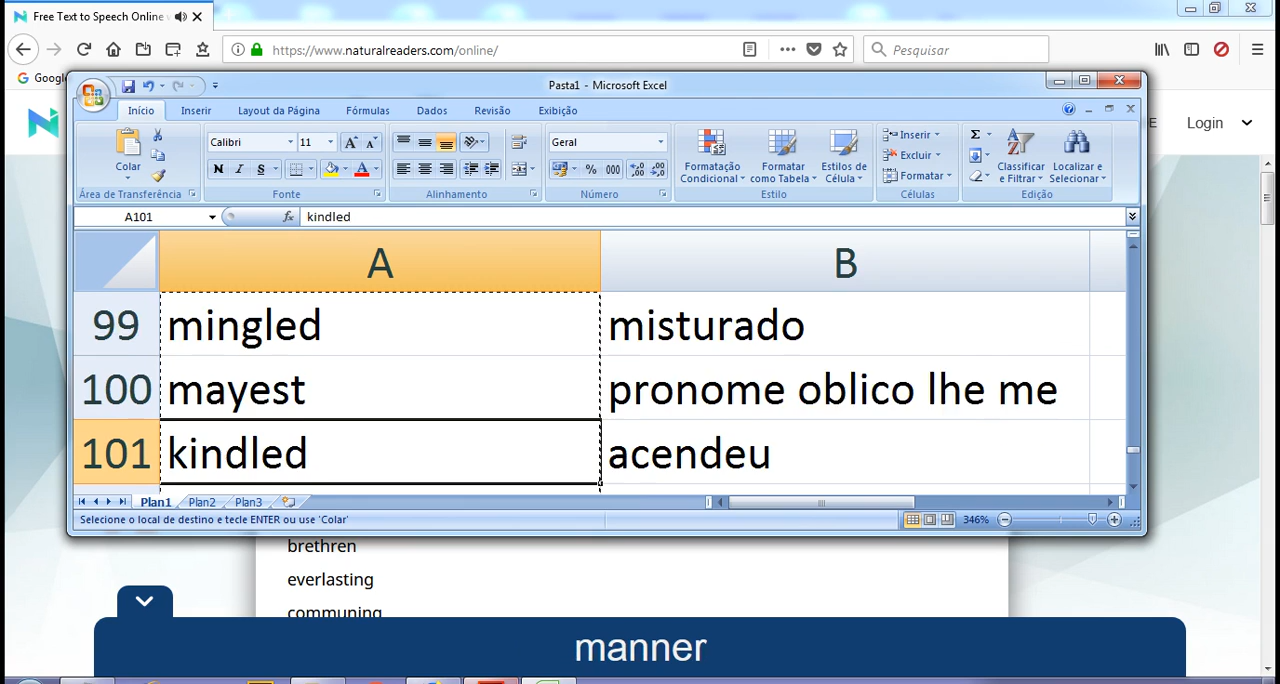 Free Text to Speech Online
https://www.naturalreaders.com/online/
Pesquisar
Google
Pasta1 - Microsoft Excel
Início Inserir Layout da Página Fórmulas Dados Revisão Exibição
Colar
Calibri 11
N I S
Geral
% 000
Formatação Condicional
Formatar como Tabela
Estilos de Célula
Inserir
Excluir
Formatar
Classificar e Filtrar
Localizar e Selecionar
Área de Transferência Fonte Alinhamento Número Estilo Células Edição
Login
A101 fx kindled
A B
99 mingled misturado
100 mayest pronome oblico lhe me
101 kindled acendeu
Plan1 Plan2 Plan3
Selecione o local de destino e tecle ENTER ou use 'Colar' 346%
brethren
everlasting
communing
manner